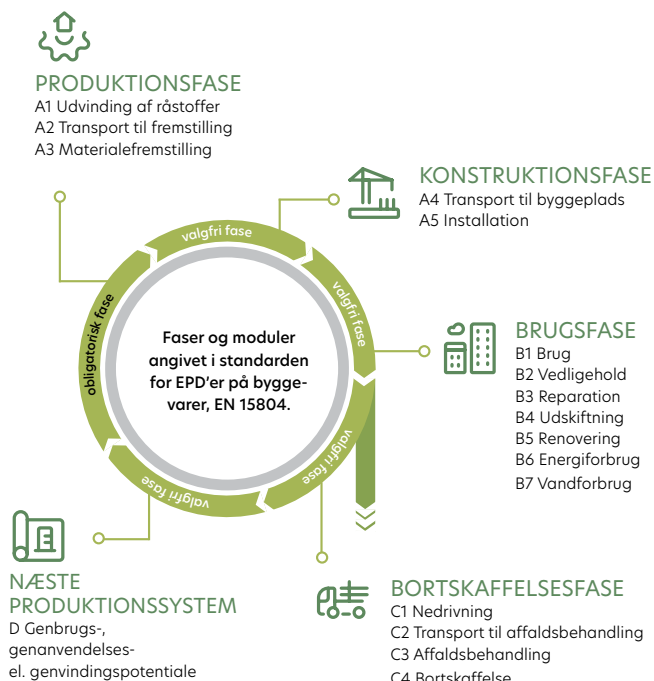 PRODUKTIONSFASE
A1 Udvinding af råstoffer
A2 Transport til fremstilling
A3 Materialefremstilling
KONSTRUKTIONSFASE
A4 Transport til byggeplads
A5 Installation
valgfri fase
valgfri fase
obligatorisk fase
Faser og moduler
angivet i standarden
for EPD'er på bygge-
varer, EN 15804.
BRUGSFASE
B1 Brug
B2 Vedligehold
B3 Reparation
B4 Udskiftning
B5 Renovering
B6 Energiforbrug
B7 Vandforbrug
valgfri fase
valgfri fase
NÆSTE
PRODUKTIONSSYSTEM
D Genbrugs-,
genanvendelses-
el. genvindingspotentiale
BORTSKAFFELSESFASE
C1 Nedrivning
C2 Transport til affaldsbehandling
C3 Affaldsbehandling
C4 Bortskaffelse